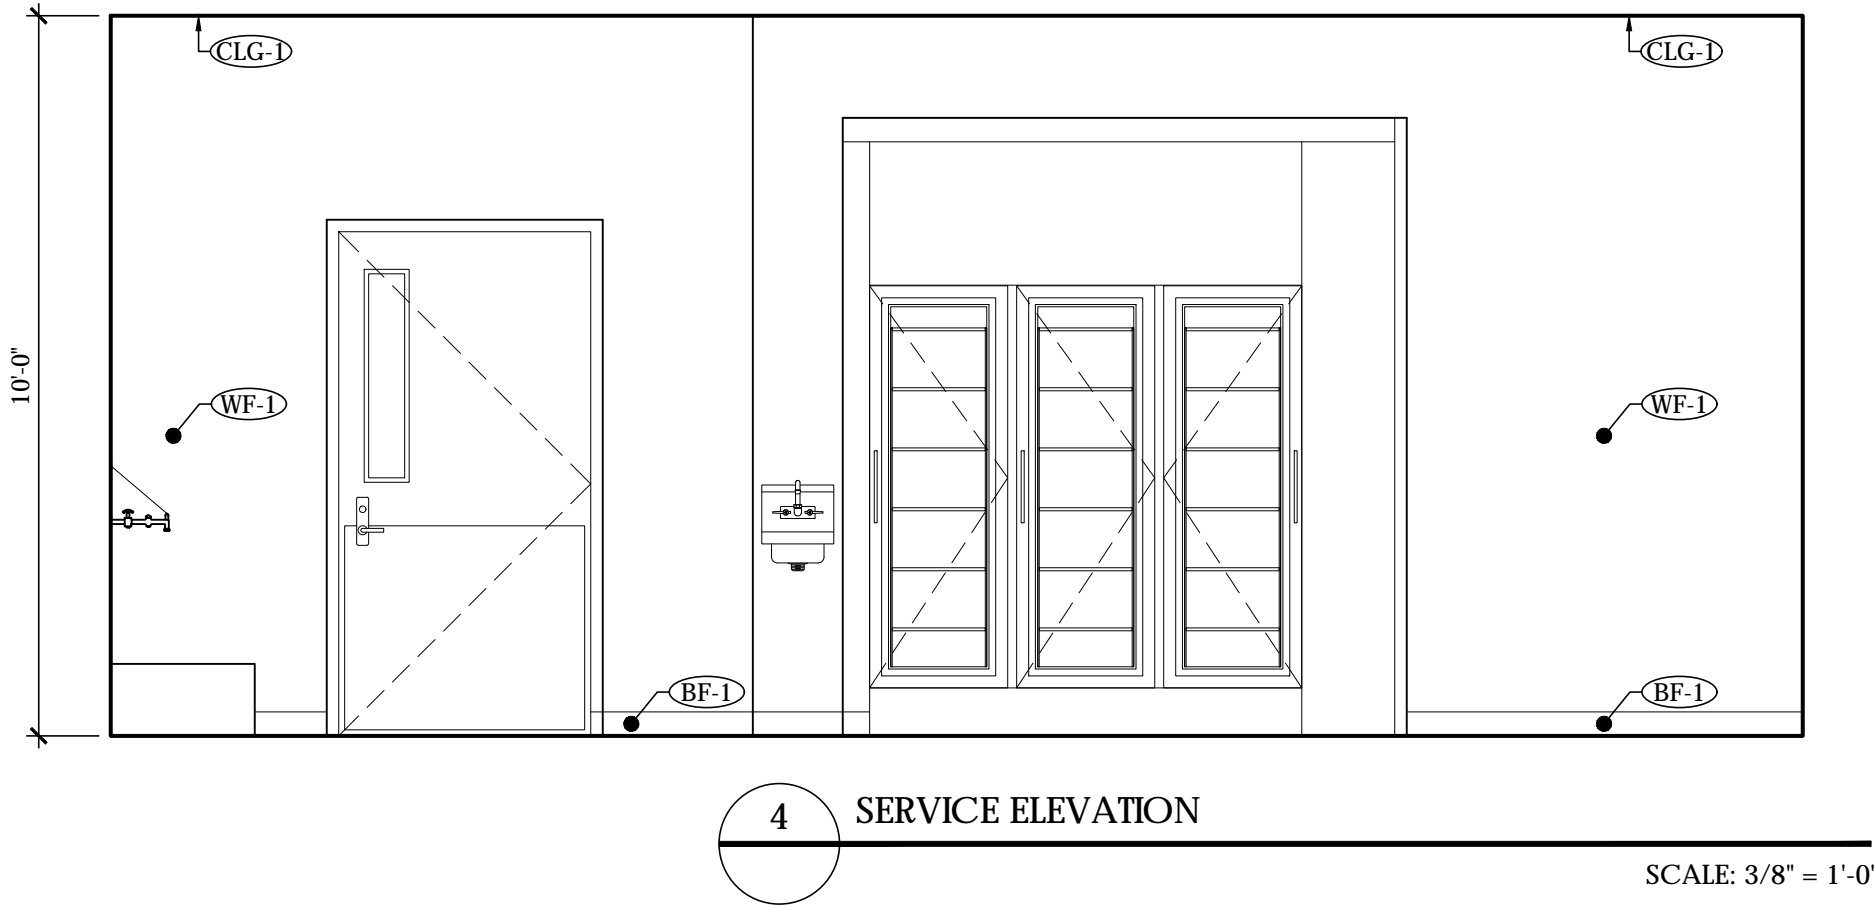 CLG-1
CLG-1
10'-0"
WF-1
WF-1
BF-1
BF-1
4
SERVICE ELEVATION
SCALE: 3/8" = 1'-0"